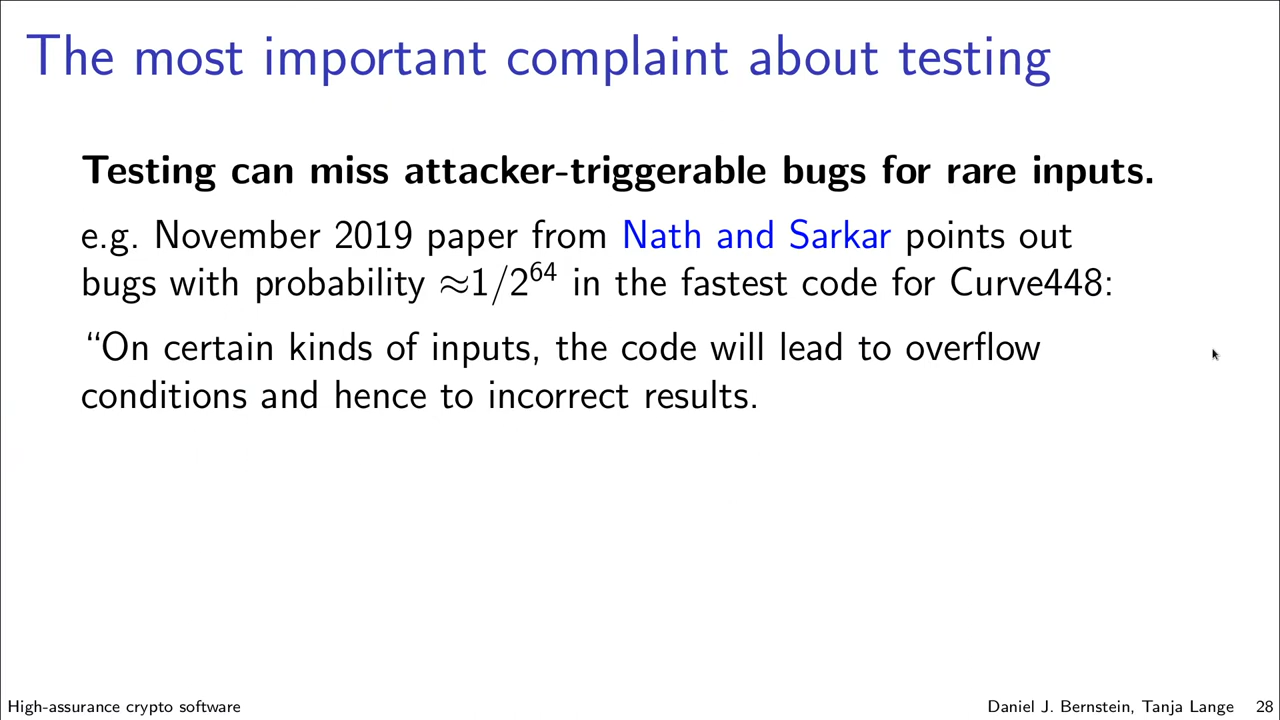 The most important complaint about testing
Testing can miss attacker-triggerable bugs for rare inputs.
e.g. November 2019 paper from Nath and Sarkar points out
bugs with probability ≈1/2⁶⁴ in the fastest code for Curve448:
“On certain kinds of inputs, the code will lead to overflow
conditions and hence to incorrect results.
High-assurance crypto software
Daniel J. Bernstein, Tanja Lange 28